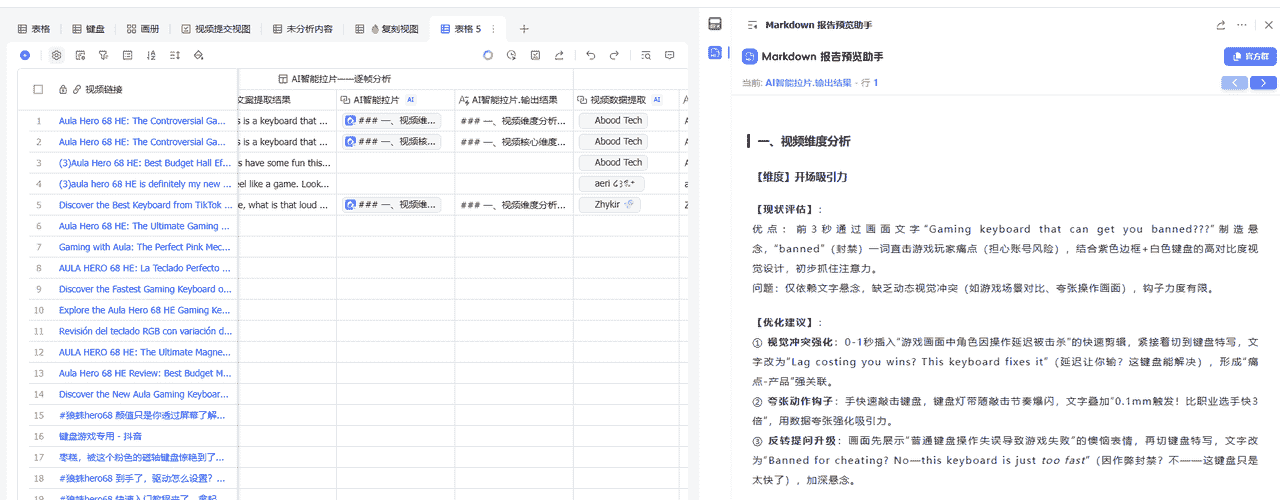 表格
键盘
画册
视频提交视图
未分析内容
复刻视图
表格 5
AI智能拉片——逐帧分析
视频链接
文案提取结果
AI智能拉片
AI
AI智能拉片.输出结果
视频数据提取
AI
1 Aula Hero 68 HE: The Controversial Ga... s is a keyboard that ... ### 一、视频维... ### 一、视频维度分析... Abood Tech
2 Aula Hero 68 HE: The Controversial Ga... s is a keyboard that ... ### 一、视频核... ### 一、视频核心维度... Abood Tech
3 (3)Aula Hero 68 HE: Best Budget Hall Ef... s have some fun this... Abood Tech
4 (3)aula hero 68 HE is definitely my new ... eel like a game. Look... aeri
5 Discover the Best Keyboard from TikTok ... e, what is that loud ... ### 一、视频维... ### 一、视频维度分析... Zhykir
6 Aula Hero 68 HE: The Ultimate Gaming ...
7 Gaming with Aula: The Perfect Pink Mec...
8 AULA HERO 68 HE: La Teclado Perfecto ...
9 Discover the Fastest Gaming Keyboard o...
10 Explore the Aula Hero 68 HE Gaming Ke...
11 Revisión del teclado RGB con variación d...
12 AULA HERO 68 HE: The Ultimate Magne...
13 Aula Hero 68 HE Review: Best Budget M...
14 Discover the New Aula Gaming Keyboar...
15 #狼蛛hero68 颜值只是你透过屏幕了解...
16 键盘游戏专用 - 抖音
17 枣糕，被这个粉色的磁轴键盘惊艳到了...
18 #狼蛛hero68 到手了，驱动怎么设置？...
19 #狼蛛hero68 快速入门教程来了，拿起...
Markdown 报告预览助手
Markdown 报告预览助手
官方群
当前: AI智能拉片.输出结果 - 行 1
一、视频维度分析
【维度】开场吸引力
【现状评估】：
优点：前3秒通过画面文字“Gaming keyboard that can get you banned???”制造悬
念，“banned”（封禁）一词直击游戏玩家痛点（担心账号风险），结合紫色边框+白色键盘的高对比度视
觉设计，初步抓住注意力。
问题：仅依赖文字悬念，缺乏动态视觉冲突（如游戏场景对比、夸张操作画面），钩子力度有限。
【优化建议】：
① 视觉冲突强化：0-1秒插入“游戏画面中角色因操作延迟被击杀”的快速剪辑，紧接着切到键盘特写，文
字改为“Lag costing you wins? This keyboard fixes it”（延迟让你输？这键盘能解决），形成“痛
点-产品”强关联。
② 夸张动作钩子：手快速敲击键盘，键盘灯带随敲击节奏爆闪，文字叠加“0.1mm触发！比职业选手快3
倍”，用数据夸张强化吸引力。
③ 反转提问升级：画面先展示“普通键盘操作失误导致游戏失败”的懊恼表情，再切键盘特写，文字改
为“Banned for cheating? No—this keyboard is just too fast”（因作弊封禁？不——这键盘只是
太快了），加深悬念。